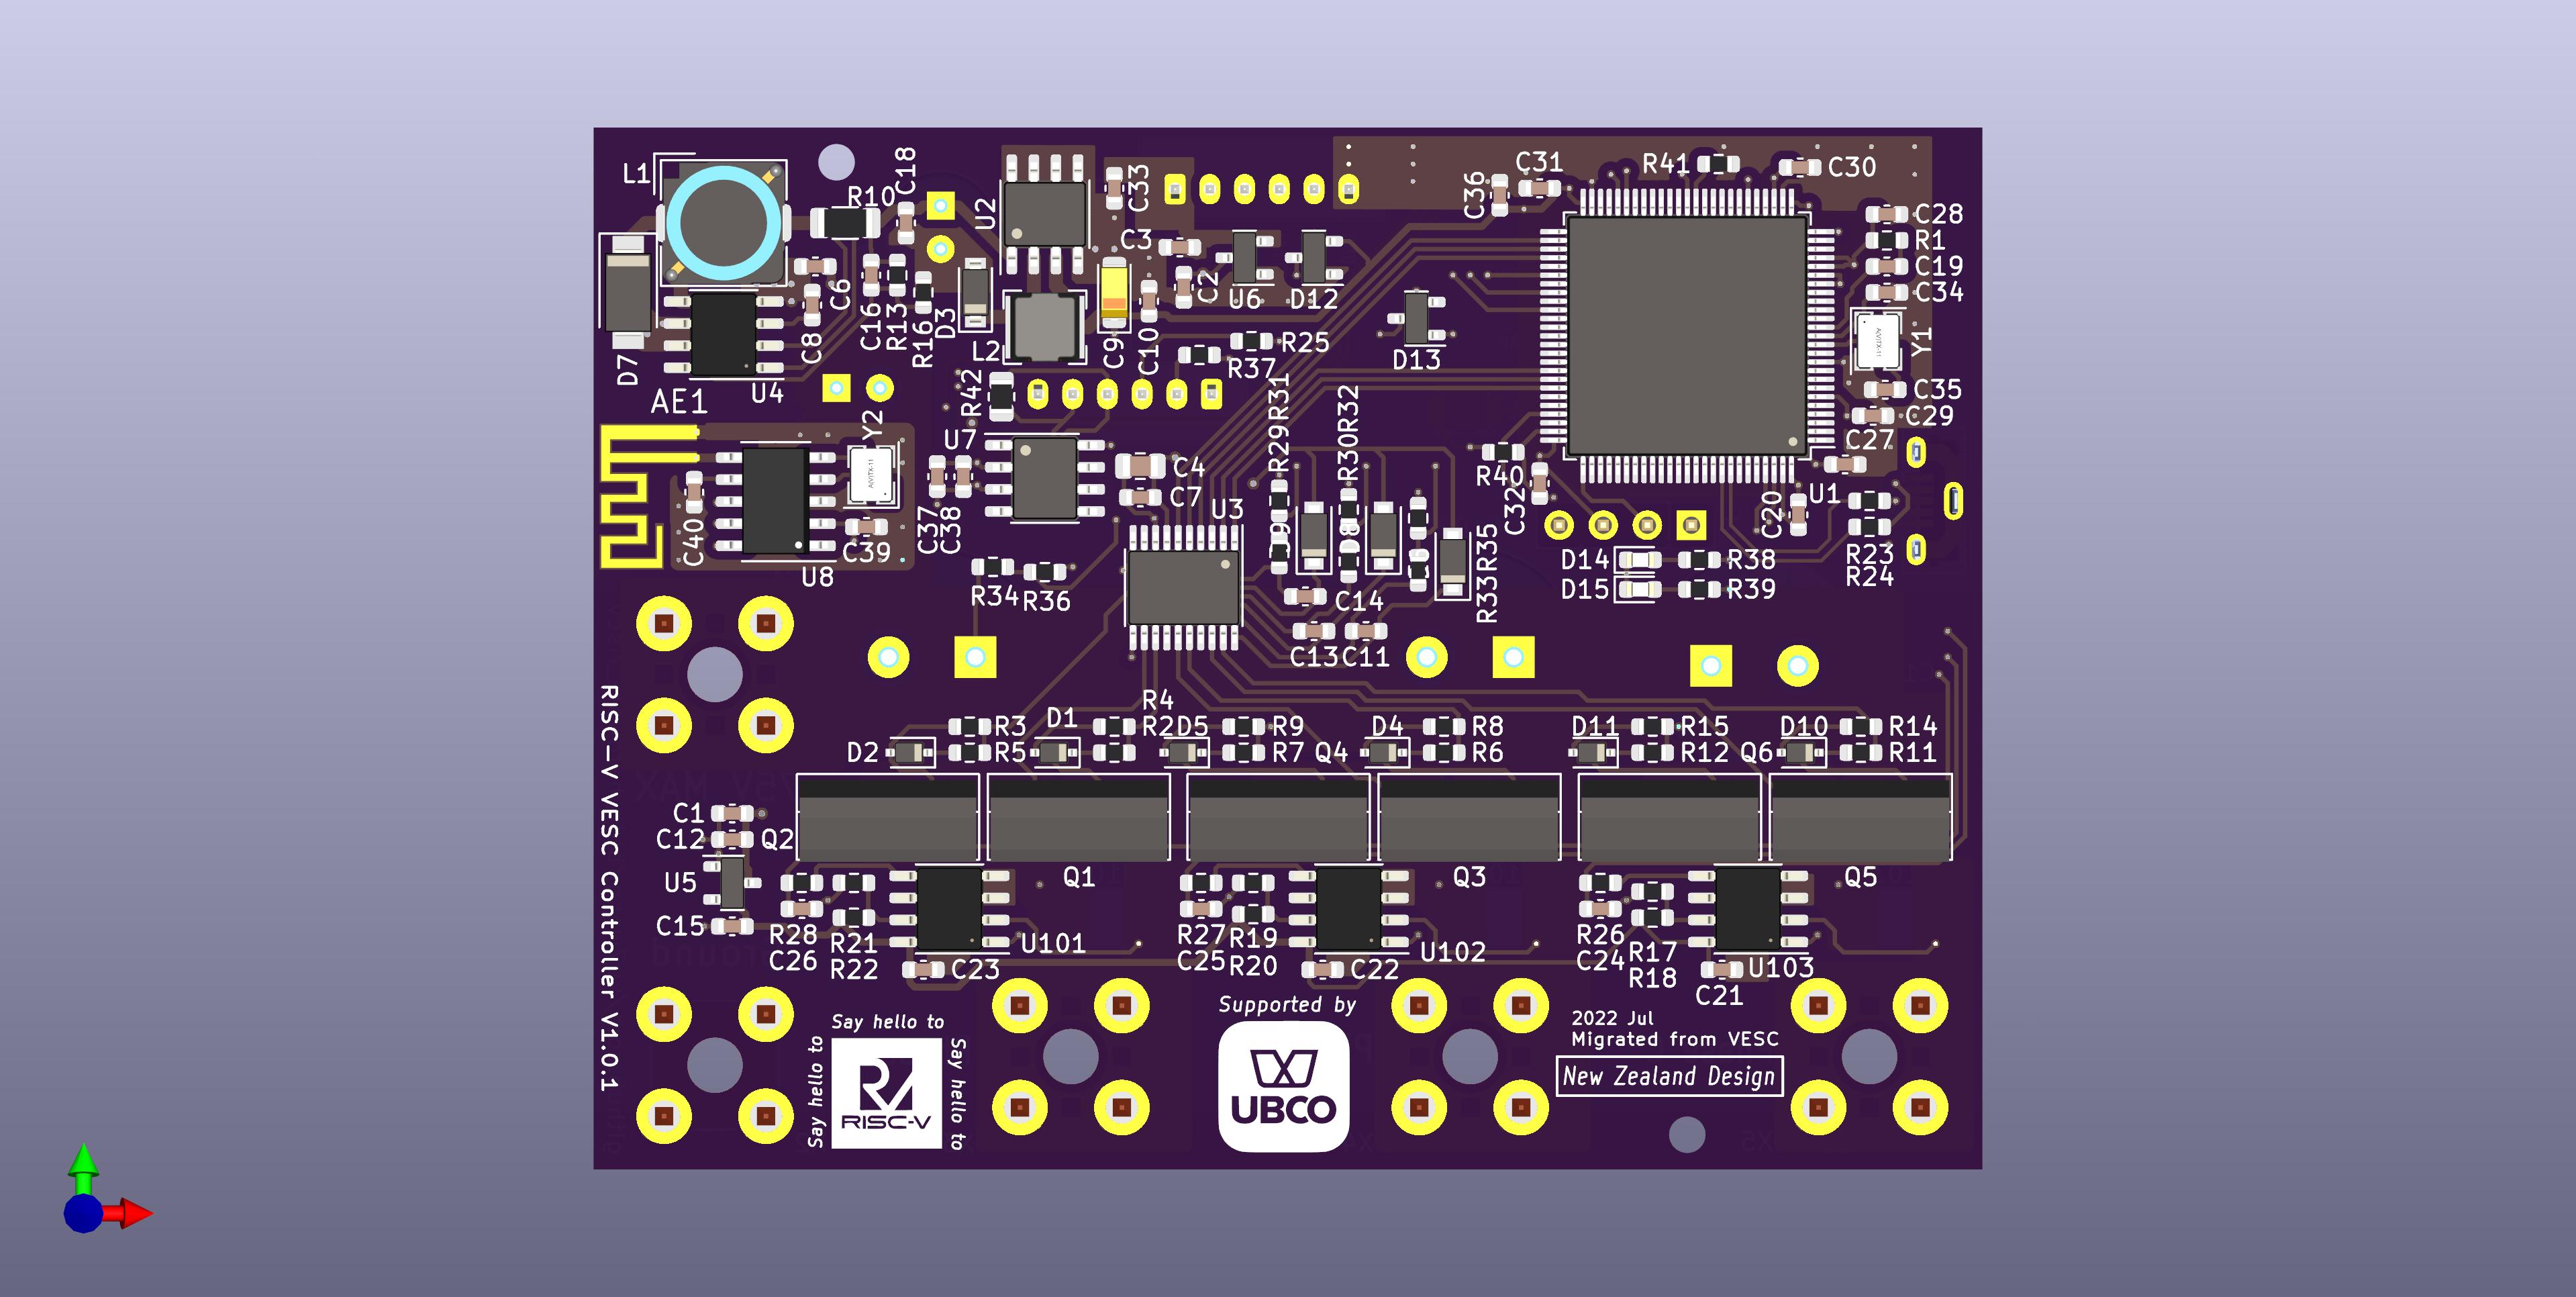 C18
C31
R41
C30
L1
R10
C33
C36
U2
C28
C3
R1
C19
C6
C2
C34
U6
D12
C16
R13
D3
Y1
C8
R16
L2
C9
C10
R25
D7
R37
D13
U4
R42
C35
AE1
R29
R31
R30
R32
C29
Y2
U7
C27
C4
R40
C7
U1
C32
C20
U3
C37
C38
C40
C39
R23
D14
R38
U8
R33
R35
R24
R34
R36
D15
R39
C14
C13
C11
R4
D1
R3
R2
D5
R9
D4
R8
D11
R15
D10
R14
D2
R5
R7
Q4
R6
R12
Q6
R11
C1
C12
Q2
U5
Q1
Q3
Q5
C15
R28
R21
U101
R27
R19
U102
R26
R17
C26
R22
C23
C25
R20
C22
C24
R18
U103
C21
RISC-V VESC Controller V1.0.1
Say hello to
Say hello to
Say hello to
RISC-V
Supported by
UBCO
2022 Jul
Migrated from VESC
New Zealand Design